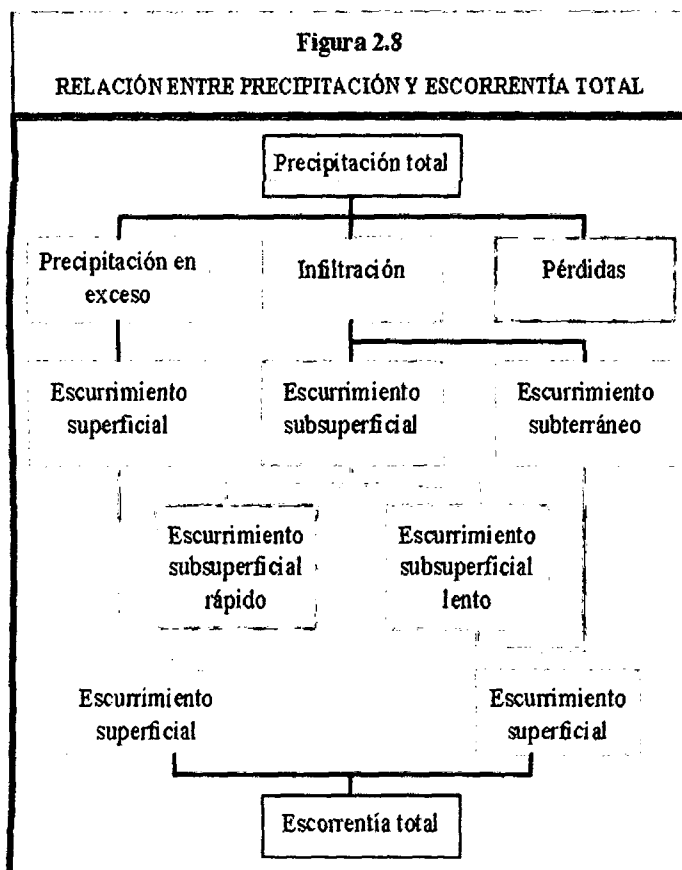 Figura 2.8
RELACIÓN ENTRE PRECIPITACIÓN Y ESCORRENTÍA TOTAL
Precipitación total
Precipitación en
exceso
Infiltración
Pérdidas
Escurrimiento
superficial
Escurrimiento
subsuperficial
Escurrimiento
subterráneo
Escurrimiento
subsuperficial
rápido
Escurrimiento
subsuperficial
lento
Escurrimiento
superficial
Escurrimiento
superficial
Escorrentía total